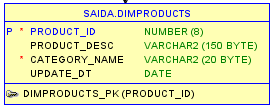 SAIDA.DIMPRODUCTS
P * PRODUCT_ID NUMBER (8)
PRODUCT_DESC VARCHAR2 (150 BYTE)
* CATEGORY_NAME VARCHAR2 (20 BYTE)
UPDATE_DT DATE
DIMPRODUCTS_PK (PRODUCT_ID)